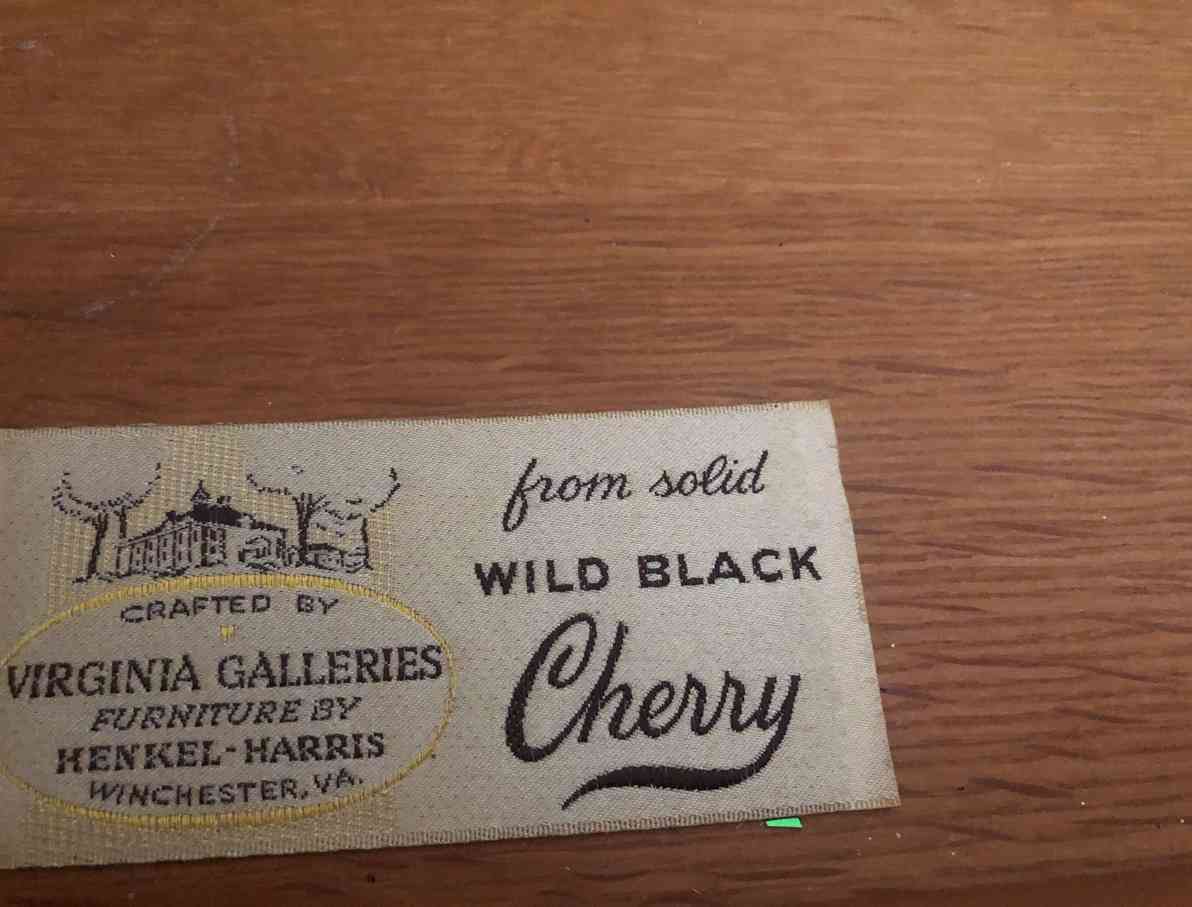 CRAFTED BY
VIRGINIA GALLERIES
FURNITURE BY
HENKEL-HARRIS
WINCHESTER, VA.
from solid
WILD BLACK
Cherry